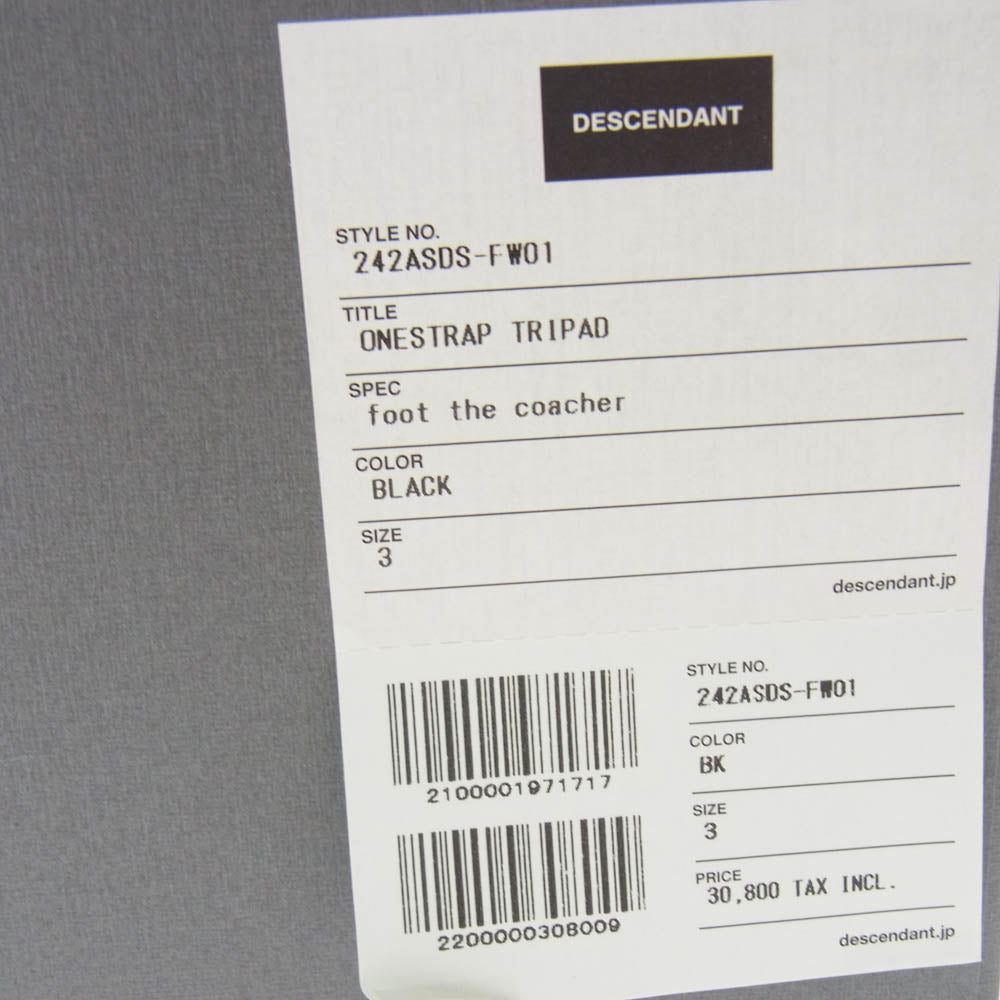 DESCENDANT
STYLE NO.
242ASDS-FW01
TITLE
ONESTRAP TRIPAD
SPEC
foot the coacher
COLOR
BLACK
SIZE
3
descendant.jp
2100001971717
2200000308009
STYLE NO.
242ASDS-FW01
COLOR
BK
SIZE
3
PRICE
30,800 TAX INCL.
descendant.jp